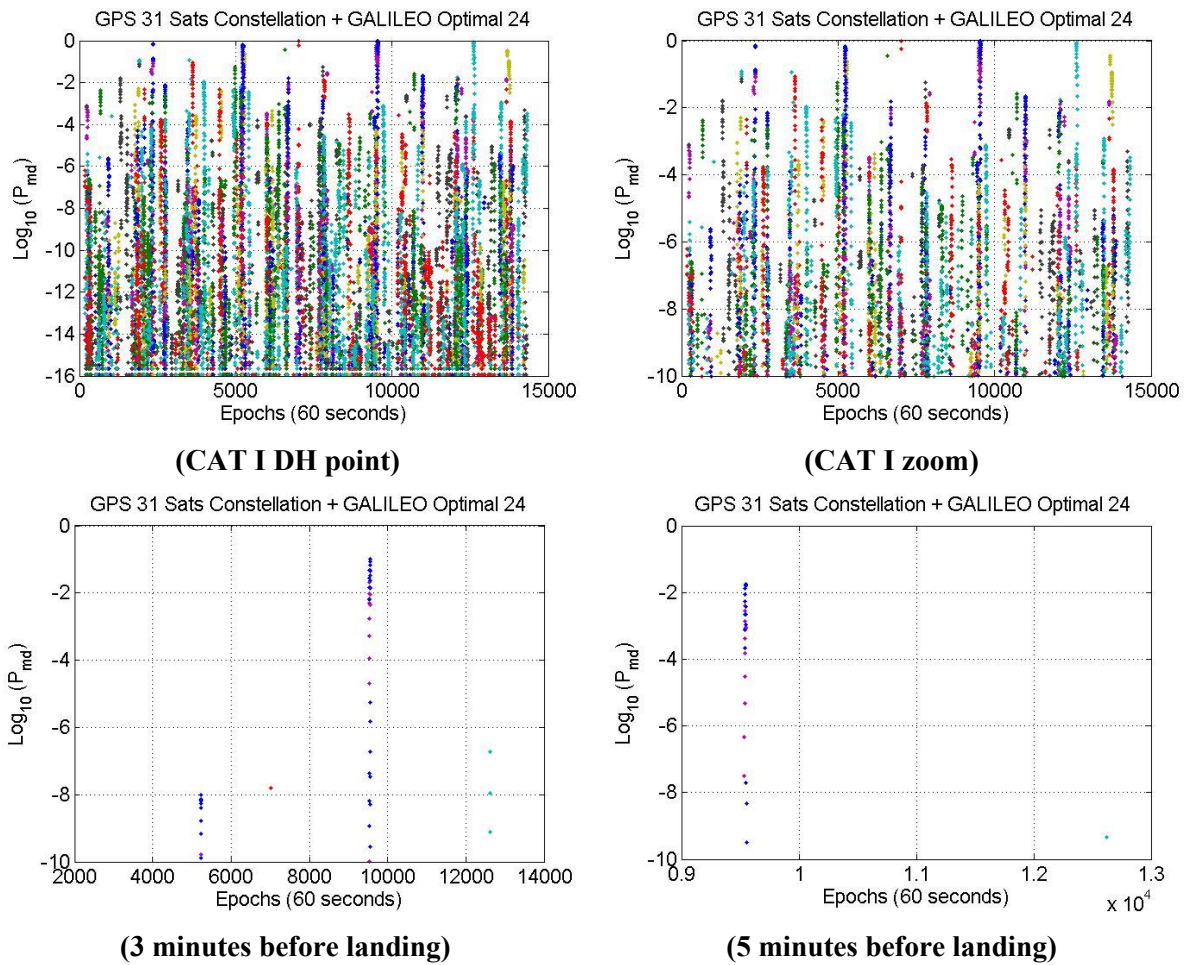 GPS 31 Sats Constellation + GALILEO Optimal 24
0
-2
-4
-6
-8
-10
-12
-14
-16
Log10 (Pmd)
0 5000 10000 15000
Epochs (60 seconds)
(CAT I DH point)
GPS 31 Sats Constellation + GALILEO Optimal 24
0
-2
-4
-6
-8
-10
Log10 (Pmd)
0 5000 10000 15000
Epochs (60 seconds)
(CAT I zoom)
GPS 31 Sats Constellation + GALILEO Optimal 24
0
-2
-4
-6
-8
-10
Log10 (Pmd)
2000 4000 6000 8000 10000 12000 14000
Epochs (60 seconds)
(3 minutes before landing)
GPS 31 Sats Constellation + GALILEO Optimal 24
0
-2
-4
-6
-8
-10
Log10 (Pmd)
0.9 1 1.1 1.2 1.3
Epochs (60 seconds)
x 10^4
(5 minutes before landing)